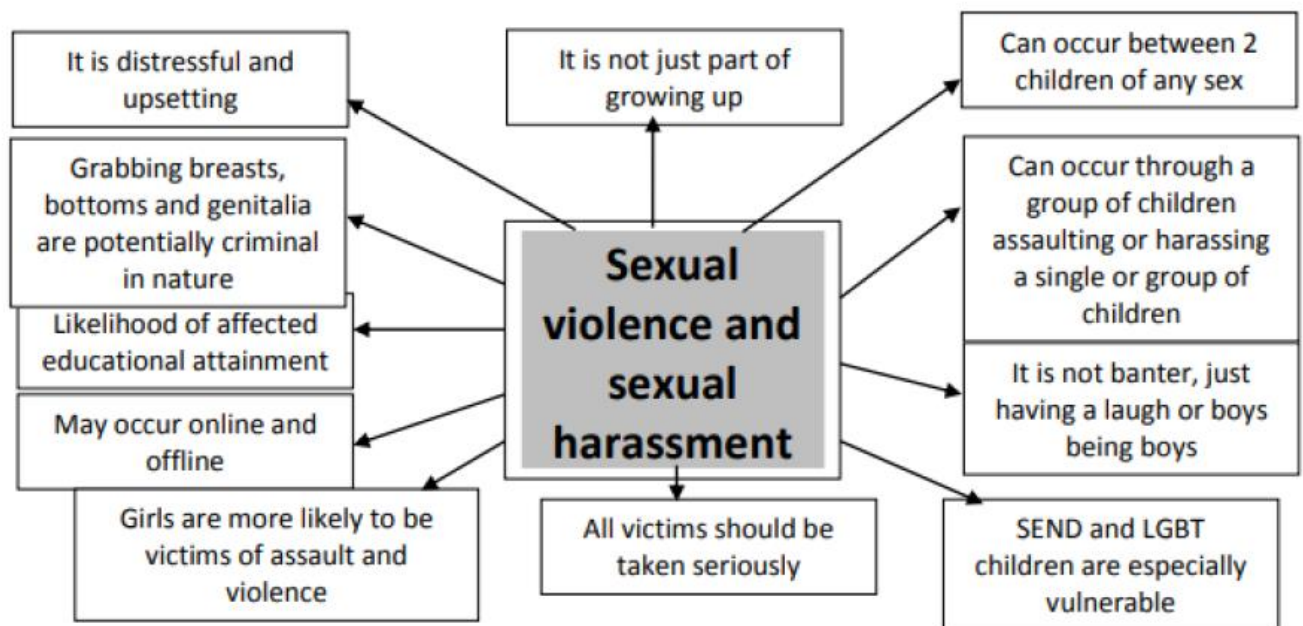 It is distressful and
upsetting
It is not just part of
growing up
Can occur between 2
children of any sex
Grabbing breasts,
bottoms and genitalia
are potentially criminal
in nature
Can occur through a
group of children
assaulting or harassing
a single or group of
children
Sexual
violence and
sexual
harassment
Likelihood of affected
educational attainment
It is not banter, just
having a laugh or boys
being boys
May occur online and
offline
Girls are more likely to be
victims of assault and
violence
All victims should be
taken seriously
SEND and LGBT
children are especially
vulnerable